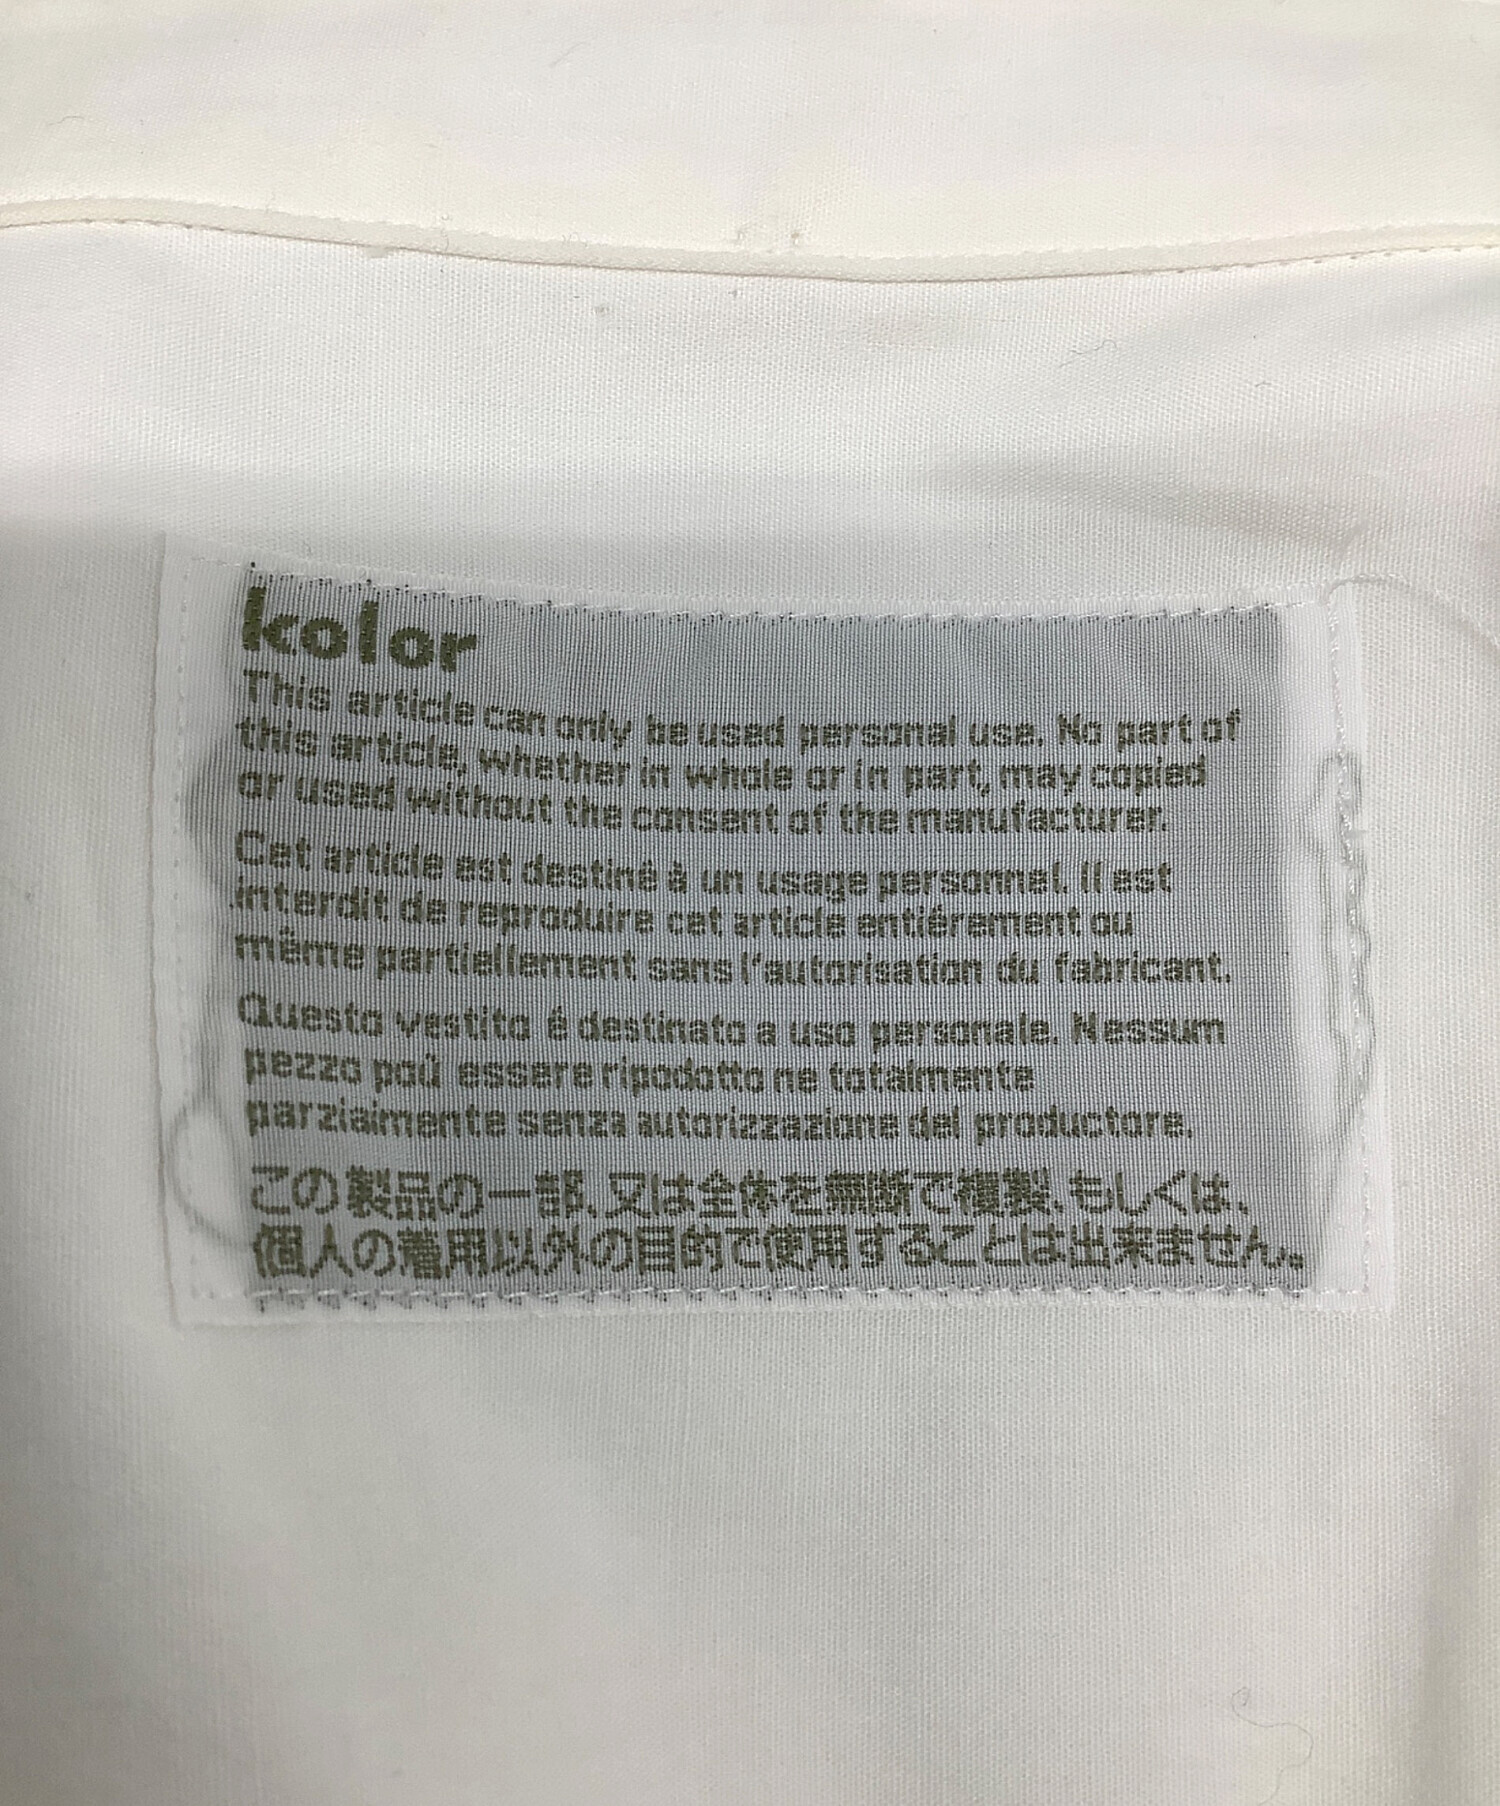 kolor
This article can only be used personal use. No part of
this article, whether in whole or in part, may copied
or used without the consent of the manufacturer.
Cet article est destiné à un usage personnel. Il est
interdit de reproduire cet article entiérement ou
même partiellement sans l'autorisation du fabricant.
Questo vestito é destinato a uso personale. Nessum
pezzo poù essere ripodotto ne totalmente
parziaimente senza autorizzazione del productore.
この製品の一部、又は全体を無断で複製、もしくは、
個人の着用以外の目的で使用することは出来ません。